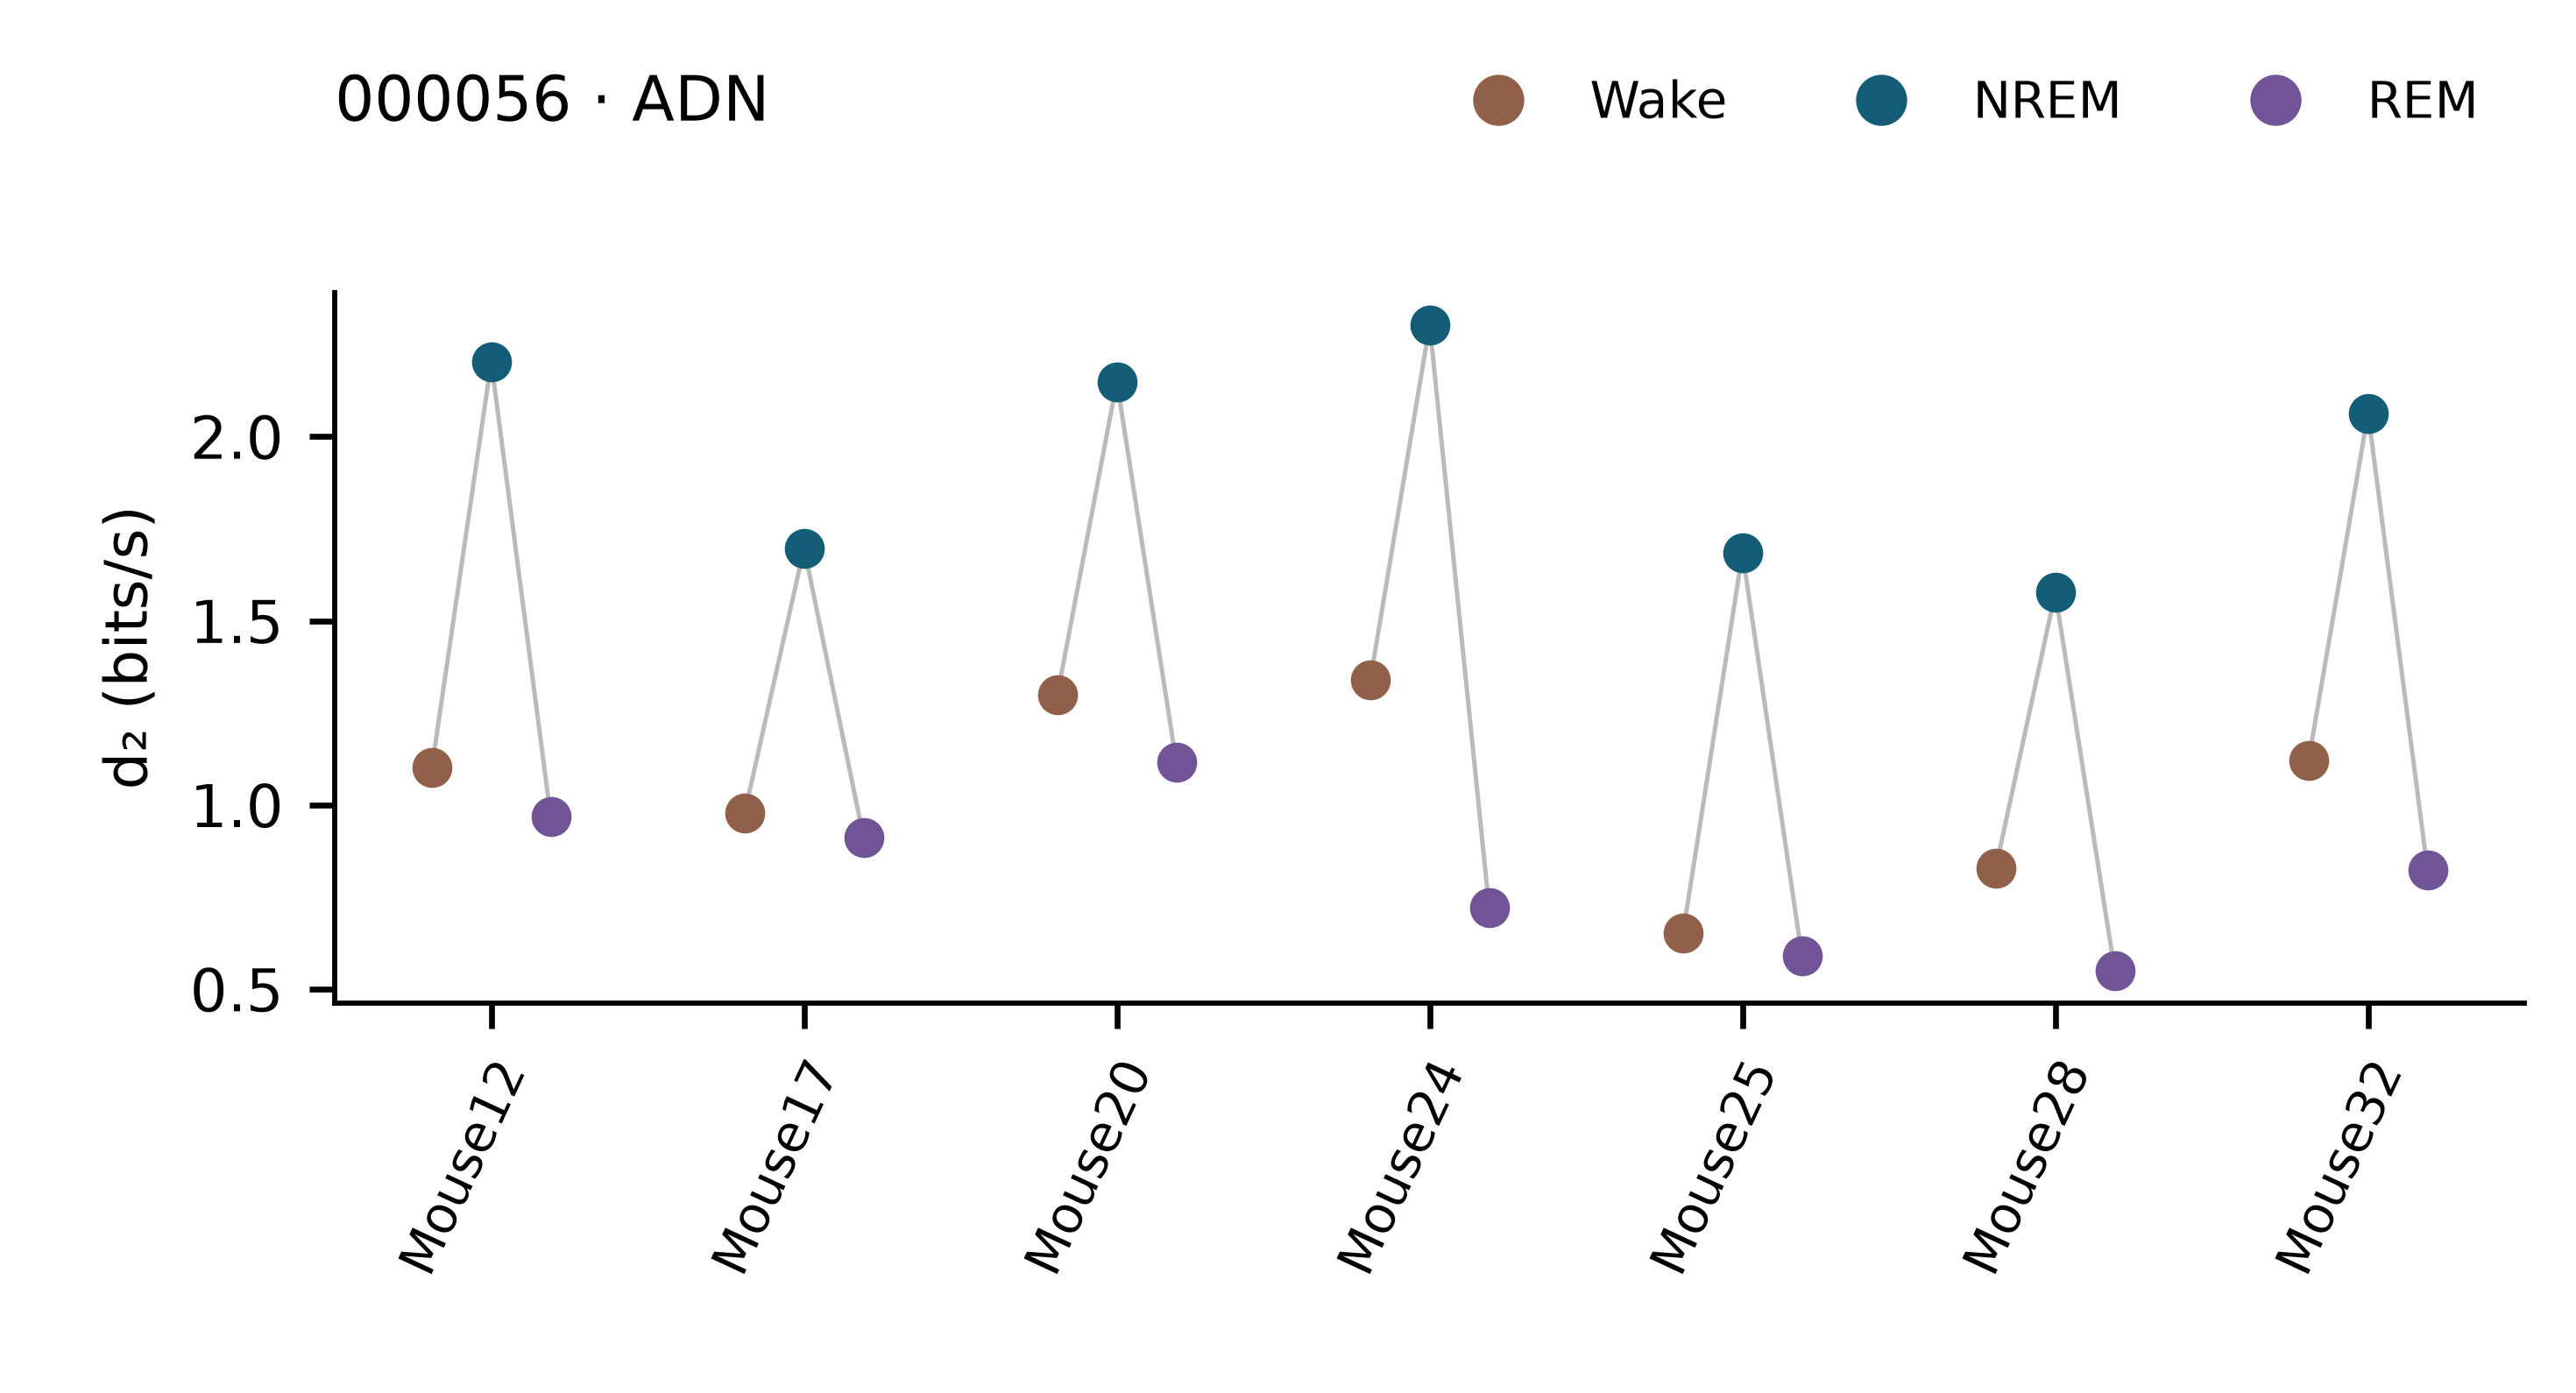 000056 · ADN
Wake NREM REM
d₂ (bits/s)
2.0
1.5
1.0
0.5
Mouse12 Mouse17 Mouse20 Mouse24 Mouse25 Mouse28 Mouse32